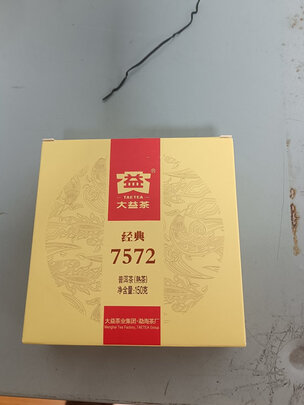 益
TAETEA
大益茶
经典
7572
普洱茶(熟茶)
净含量:150克
大益茶业集团·勐海茶厂
Menghai Tea Factory, TAETEA Group